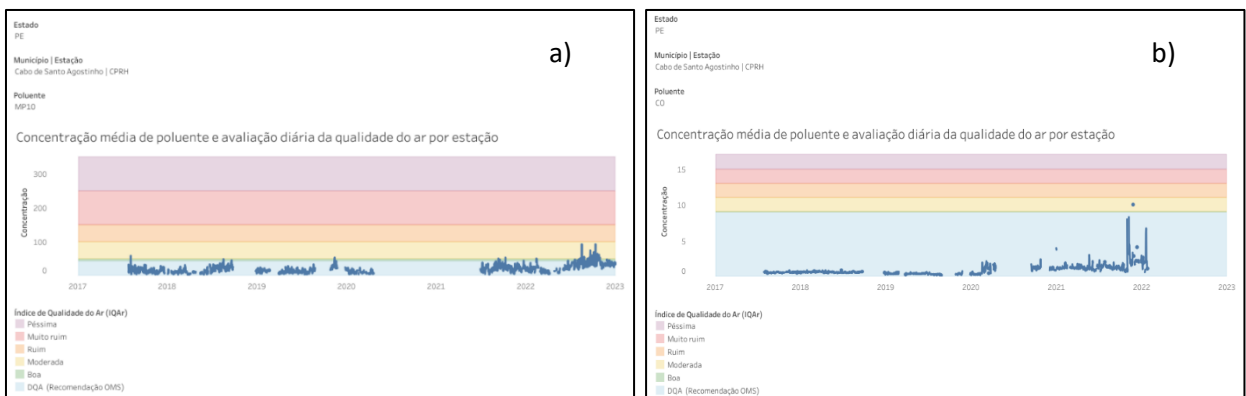 a)
Estado
PE
Município | Estação
Cabo de Santo Agostinho | CPRH
Poluente
MP10
Concentração média de poluente e avaliação diária da qualidade do ar por estação
Concentração
300
200
100
0
2017 2018 2019 2020 2021 2022 2023
Índice de Qualidade do Ar (IQAr)
Péssima
Muito ruim
Ruim
Moderada
Boa
DQA (Recomendação OMS)
b)
Estado
PE
Município | Estação
Cabo de Santo Agostinho | CPRH
Poluente
CO
Concentração média de poluente e avaliação diária da qualidade do ar por estação
Concentração
15
10
5
0
2017 2018 2019 2020 2021 2022 2023
Índice de Qualidade do Ar (IQAr)
Péssima
Muito ruim
Ruim
Moderada
Boa
DQA (Recomendação OMS)